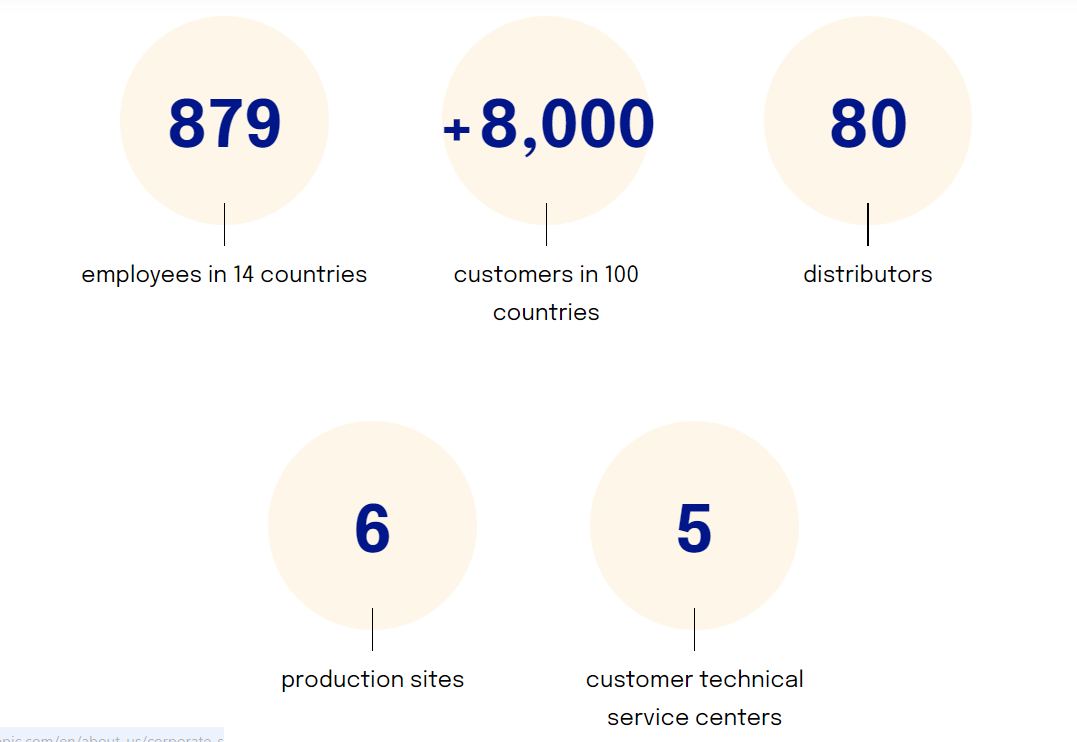 879
+8,000
80
employees in 14 countries
customers in 100
countries
distributors
6
5
production sites
customer technical
service centers